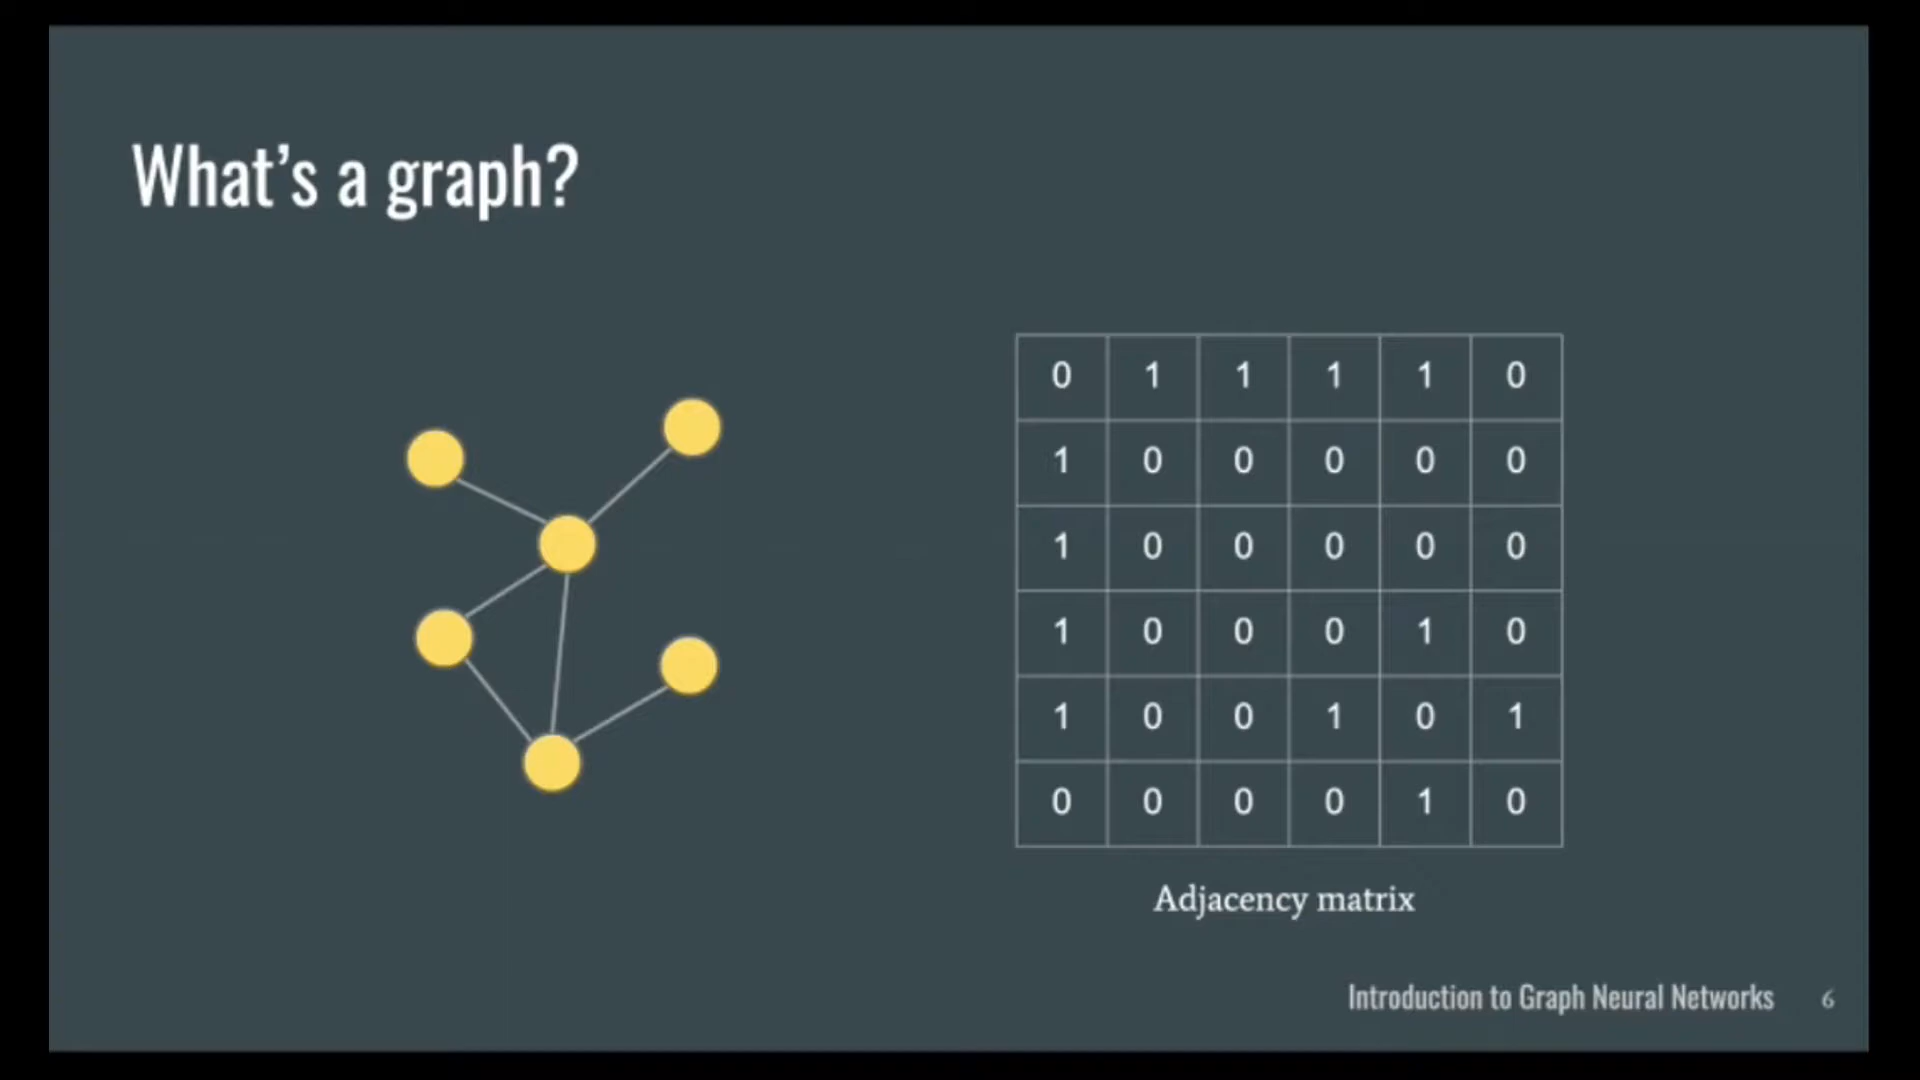 What's a graph?
0 1 1 1 1 0
1 0 0 0 0 0
1 0 0 0 0 0
1 0 0 0 1 0
1 0 0 1 0 1
0 0 0 0 1 0
Adjacency matrix
Introduction to Graph Neural Networks 6